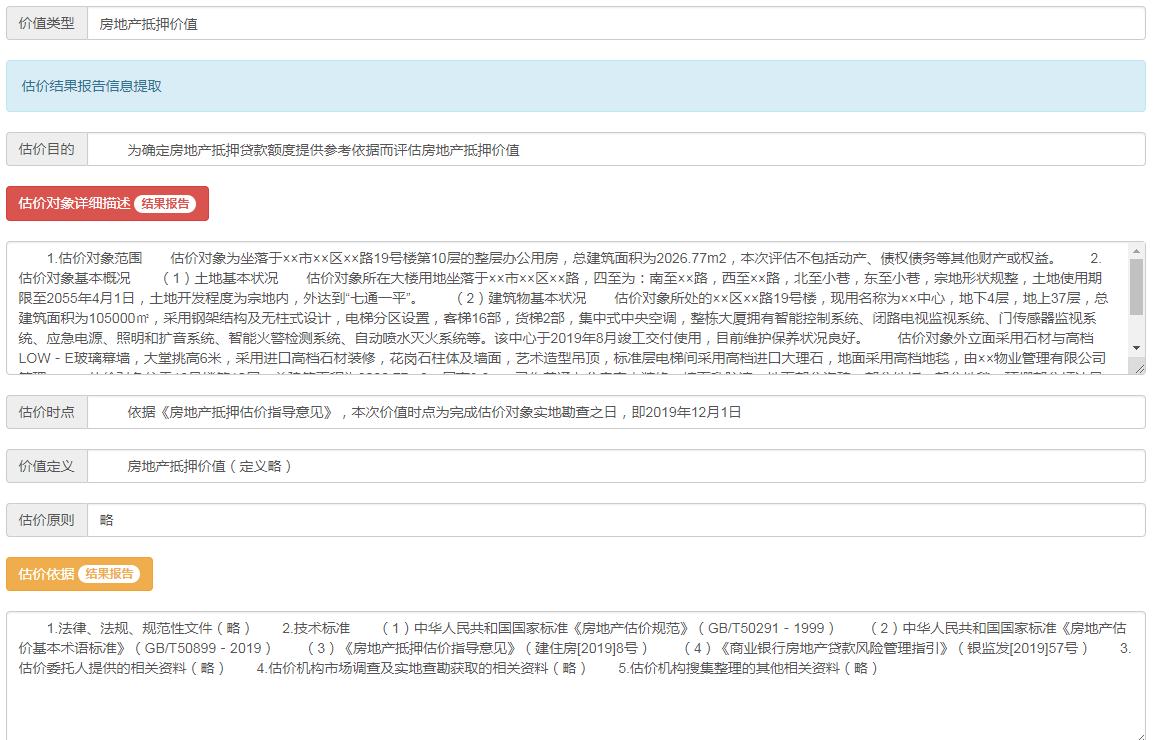 价值类型 房地产抵押价值
估价结果报告信息提取
估价目的 为确定房地产抵押贷款额度提供参考依据而评估房地产抵押价值
估价对象详细描述 结果报告
1.估价对象范围 估价对象为坐落于××市××区××路19号楼第10层的整层办公用房，总建筑面积为2026.77m2，本次评估不包括动产、债权债务等其他财产或权益。 2.
估价对象基本概况 （1）土地基本状况 估价对象所在大楼用地坐落于××市××区××路，四至为：南至××路，西至××路，北至小巷，东至小巷，宗地形状规整，土地使用期
限至2055年4月1日，土地开发程度为宗地内，外达到“七通一平”。 （2）建筑物基本状况 估价对象所处的××区××路19号楼，现用名称为××中心，地下4层，地上37层，总
建筑面积为105000㎡，采用钢架结构及无柱式设计，电梯分区设置，客梯16部，货梯2部，集中式中央空调，整栋大厦拥有智能控制系统、闭路电视监视系统、门传感器监视系
统、应急电源、照明和扩音系统、智能火警检测系统、自动喷水灭火系统等。该中心于2019年8月竣工交付使用，目前维护保养状况良好。 估价对象外立面采用石材与高档
LOW－E玻璃幕墙，大堂挑高6米，采用进口高档石材装修，花岗石柱体及墙面，艺术造型吊顶，标准层电梯间采用高档进口大理石，地面采用高档地毯，由××物业管理有限公司
估价时点 依据《房地产抵押估价指导意见》，本次价值时点为完成估价对象实地勘查之日，即2019年12月1日
价值定义 房地产抵押价值（定义略）
估价原则 略
估价依据 结果报告
1.法律、法规、规范性文件（略） 2.技术标准 （1）中华人民共和国国家标准《房地产估价规范》（GB/T50291－1999） （2）中华人民共和国国家标准《房地产估
价基本术语标准》（GB/T50899－2019） （3）《房地产抵押估价指导意见》（建住房[2019]8号） （4）《商业银行房地产贷款风险管理指引》（银监发[2019]57号） 3.
估价委托人提供的相关资料（略） 4.估价机构市场调查及实地查勘获取的相关资料（略） 5.估价机构搜集整理的其他相关资料（略）